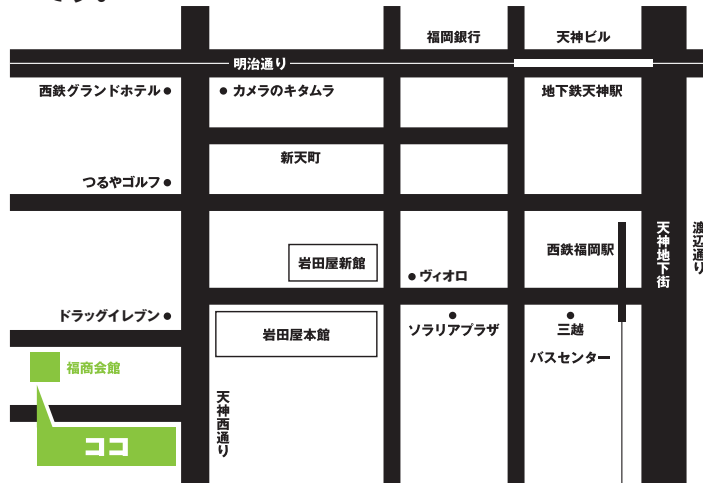 です。
福岡銀行
天神ビル
明治通り
西鉄グランドホテル
カメラのキタムラ
地下鉄天神駅
新天町
つるやゴルフ
天神地下街
渡辺通り
西鉄福岡駅
岩田屋新館
ヴィオロ
ドラッグイレブン
岩田屋本館
ソラリアプラザ
三越
バスセンター
福商会館
天神西通り
ココ